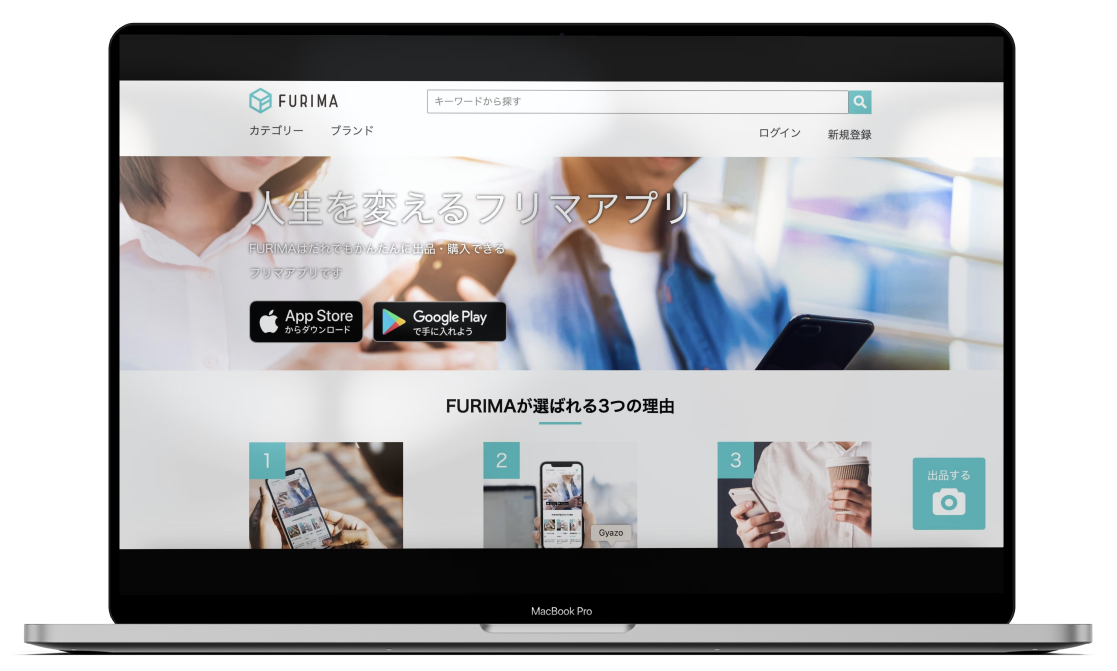 FURIMA
キーワードから探す
カテゴリー ブランド
ログイン 新規登録
人生を変えるフリマアプリ
FURIMAはだれでもかんたんに出品・購入できる
フリマアプリです
App Store
からダウンロード
Google Play
で手に入れよう
FURIMAが選ばれる3つの理由
1
2
3
出品する
Gyazo
MacBook Pro